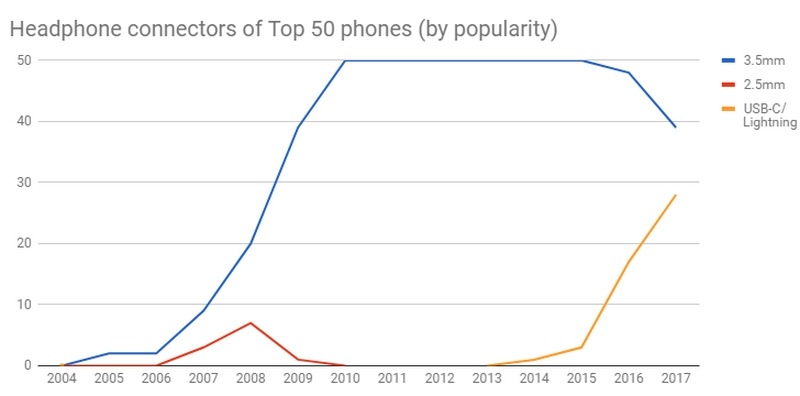 Headphone connectors of Top 50 phones (by popularity)
50
40
30
20
10
0
2004 2005 2006 2007 2008 2009 2010 2011 2012 2013 2014 2015 2016 2017
3.5mm
2.5mm
USB-C/
Lightning